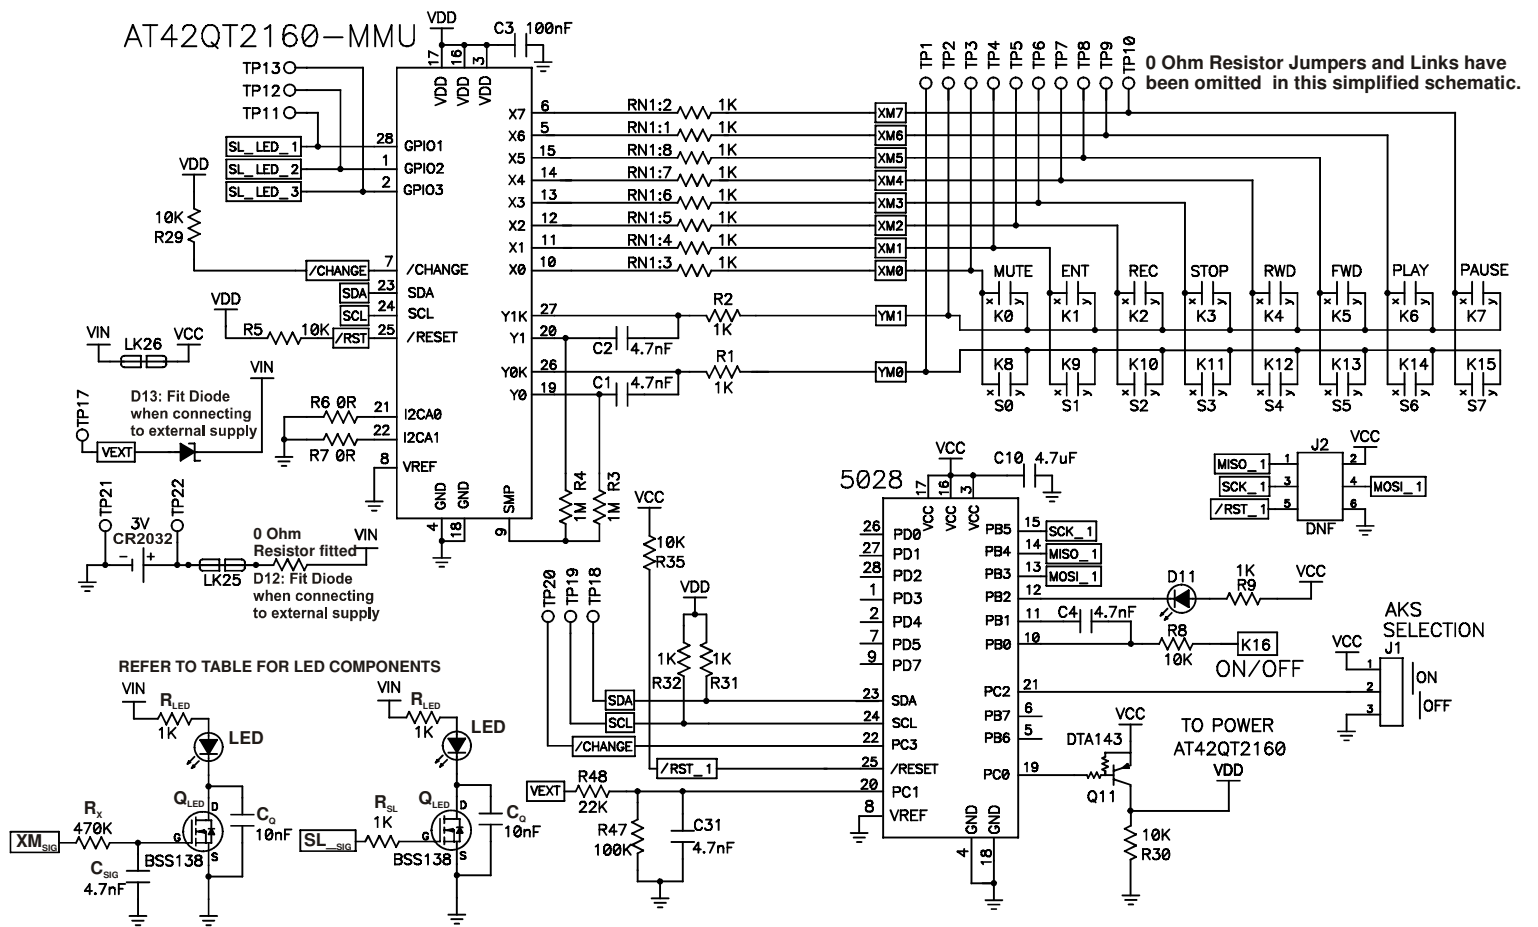 AT42QT2160-MMU
VDD
C3 100nF
17 16 3
VDD VDD VDD
TP13
TP12
TP11
SL_LED_1 28 GPIO1
SL_LED_2 1 GPIO2
SL_LED_3 2 GPIO3
VDD
10K
R29
/CHANGE 7 /CHANGE
SDA 23 SDA
SCL 24 SCL
VDD
R5 10K /RST 25 /RESET
VIN LK26 VCC
D13: Fit Diode
when connecting
to external supply
VIN
TP17
VEXT
R6 0R 21 I2CA0
R7 0R 22 I2CA1
8 VREF
GND GND SMP
4 18 9
X7 6 RN1:2 1K XM7
X6 5 RN1:1 1K XM6
X5 15 RN1:8 1K XM5
X4 14 RN1:7 1K XM4
X3 13 RN1:6 1K XM3
X2 12 RN1:5 1K XM2
X1 11 RN1:4 1K XM1
X0 10 RN1:3 1K XM0
Y1K 27 R2 1K YM1
Y1 20 C2 4.7nF
Y0K 26 R1 1K YM0
Y0 19 C1 4.7nF
1M R4
1M R3
TP1 TP2 TP3 TP4 TP5 TP6 TP7 TP8 TP9 TP10
0 Ohm Resistor Jumpers and Links have
been omitted in this simplified schematic.
MUTE ENT REC STOP RWD FWD PLAY PAUSE
x y x y x y x y x y x y x y x y
K0 K1 K2 K3 K4 K5 K6 K7
K8 K9 K10 K11 K12 K13 K14 K15
x y x y x y x y x y x y x y x y
S0 S1 S2 S3 S4 S5 S6 S7
TP21 TP22
3V
CR2032
- +
LK25
0 Ohm
Resistor fitted
VIN
D12: Fit Diode
when connecting
to external supply
5028
VCC
C10 4.7uF
17 16 3
VCC VCC VCC
26 PD0
27 PD1
28 PD2
1 PD3
2 PD4
7 PD5
9 PD7
23 SDA
24 SCL
22 PC3
25 /RESET
20 PC1
8 VREF
GND GND
4 18
PB5 15 SCK_1
PB4 14 MISO_1
PB3 13 MOSI_1
PB2 12 D11 1K R9 VCC
PB1 11 C4 4.7nF
PB0 10 R8 10K K16
ON/OFF
PC2 21
PB7 6
PB6 5
PC0 19
J2
MISO_1 1 2 VCC
SCK_1 3 4 MOSI_1
/RST_1 5 6
DNF
AKS
SELECTION
VCC J1
1
2
3
ON
OFF
VCC
DTA143
Q11
TO POWER
AT42QT2160
VDD
10K
R30
VCC
10K
R35
TP20 TP19 TP18
VDD
1K 1K
R32 R31
SDA
SCL
/CHANGE
/RST_1
VEXT R48
22K
R47
100K
C31
4.7nF
REFER TO TABLE FOR LED COMPONENTS
VIN RLED
1K
LED
QLED
D
G
S
CQ
10nF
RX
470K
XMSIG
BSS138
CSIG
4.7nF
VIN RLED
1K
LED
QLED
D
G
S
CQ
10nF
RSL
1K
SL_SIG
BSS138